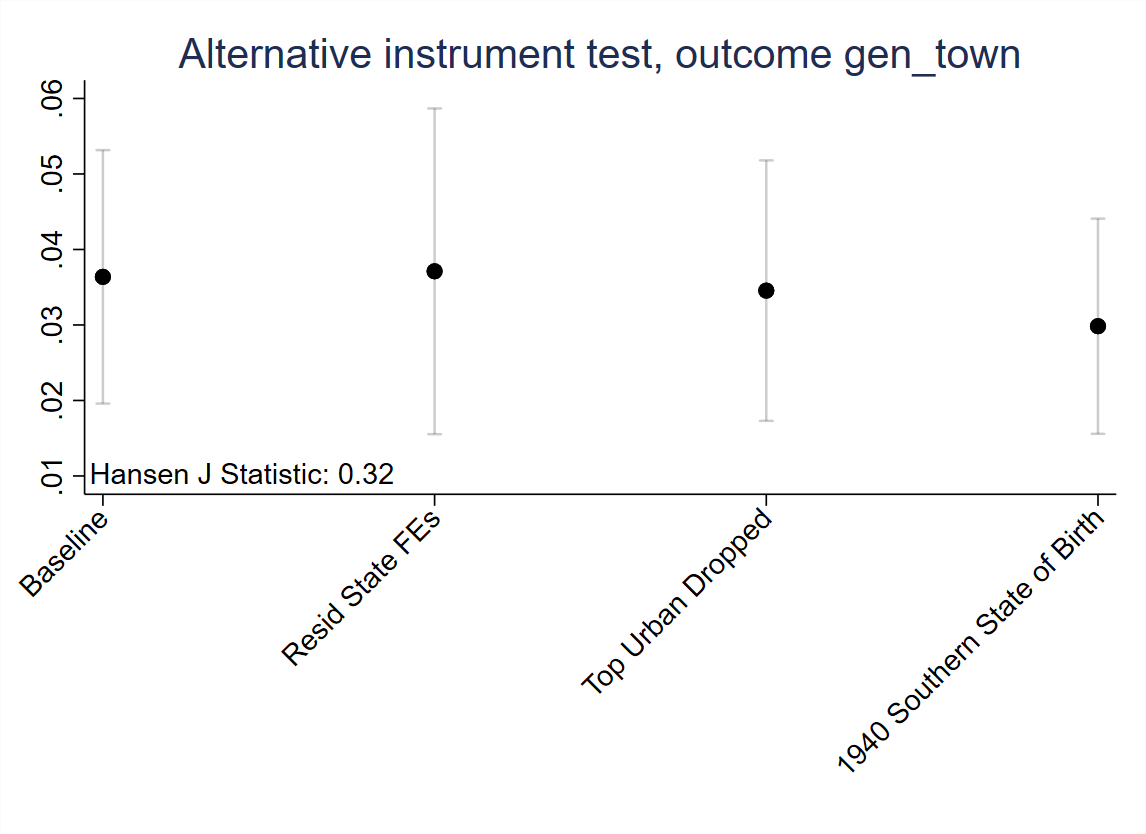 Alternative instrument test, outcome gen_town
.06
.05
.04
.03
.02
.01
Hansen J Statistic: 0.32
Baseline
Resid State FEs
Top Urban Dropped
1940 Southern State of Birth